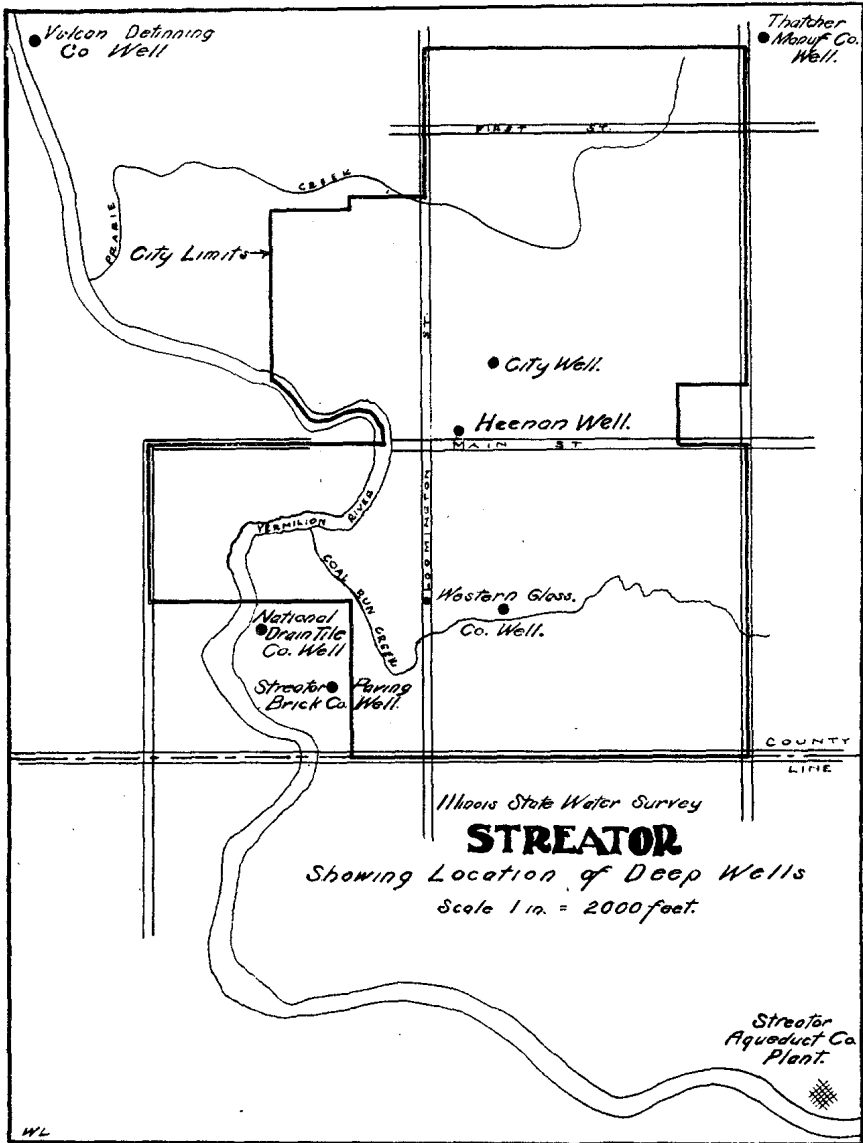 Vulcan Detinning
Co Well
Thatcher
Manuf Co.
Well.
FIRST ST.
PRARIE CREEK
City Limits
ST.
City Well.
Heenan Well.
MAIN ST
BLOOMINGTON
VERMILION RIVER
COAL RUN CREEK
Western Glass.
Co. Well.
National
Drain Tile
Co. Well
Streator Paving
Brick Co. Well.
COUNTY
LINE
Illinois State Water Survey
STREATOR
Showing Location of Deep Wells
Scale 1 in. = 2000 feet.
Streator
Aqueduct Co
Plant.
WL